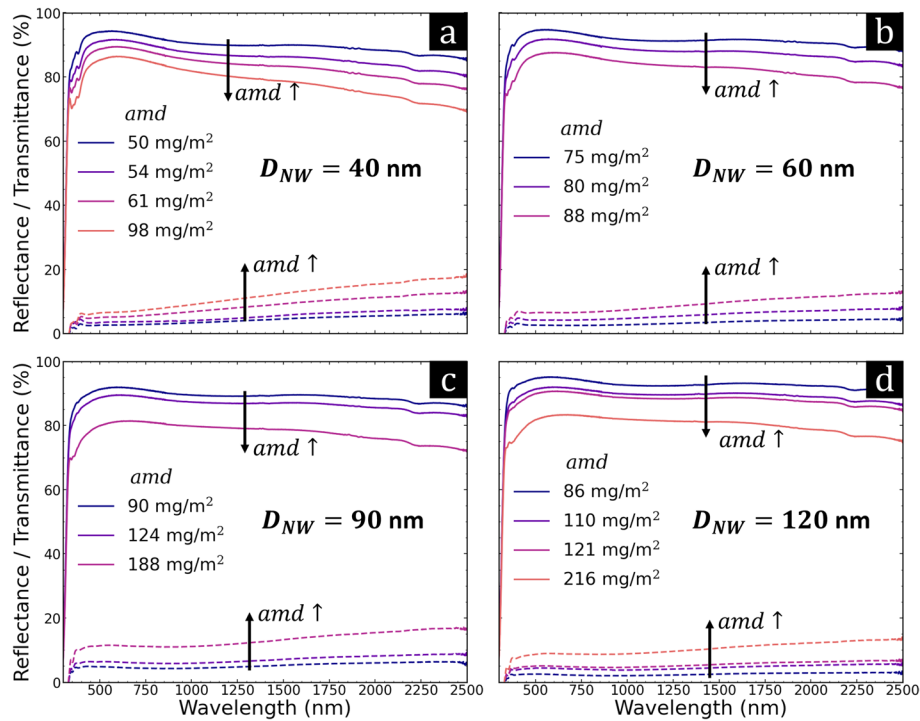 Reflectance / Transmittance (%)
100
80
60
40
20
0
a
amd ↑
amd
50 mg/m²
54 mg/m²
61 mg/m²
98 mg/m²
D_NW = 40 nm
amd ↑
b
amd ↑
amd
75 mg/m²
80 mg/m²
88 mg/m²
D_NW = 60 nm
amd ↑
Reflectance / Transmittance (%)
100
80
60
40
20
0
c
amd ↑
amd
90 mg/m²
124 mg/m²
188 mg/m²
D_NW = 90 nm
amd ↑
500 750 1000 1250 1500 1750 2000 2250 2500
Wavelength (nm)
d
amd ↑
amd
86 mg/m²
110 mg/m²
121 mg/m²
216 mg/m²
D_NW = 120 nm
amd ↑
500 750 1000 1250 1500 1750 2000 2250 2500
Wavelength (nm)